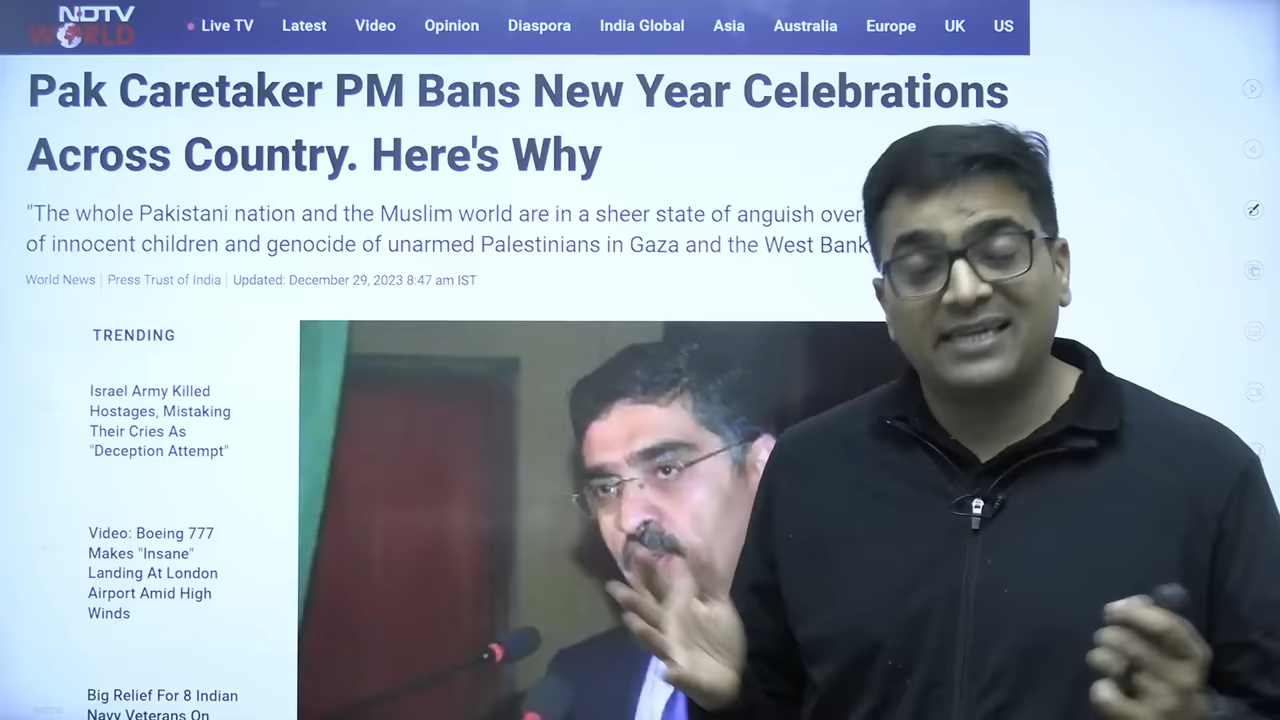 NDTV
WORLD
Live TV Latest Video Opinion Diaspora India Global Asia Australia Europe UK US
Pak Caretaker PM Bans New Year Celebrations
Across Country. Here's Why
"The whole Pakistani nation and the Muslim world are in a sheer state of anguish over
of innocent children and genocide of unarmed Palestinians in Gaza and the West Bank
World News | Press Trust of India | Updated: December 29, 2023 8:47 am IST
TRENDING
Israel Army Killed
Hostages, Mistaking
Their Cries As
"Deception Attempt"
Video: Boeing 777
Makes "Insane"
Landing At London
Airport Amid High
Winds
Big Relief For 8 Indian
Navy Veterans On
NDTV